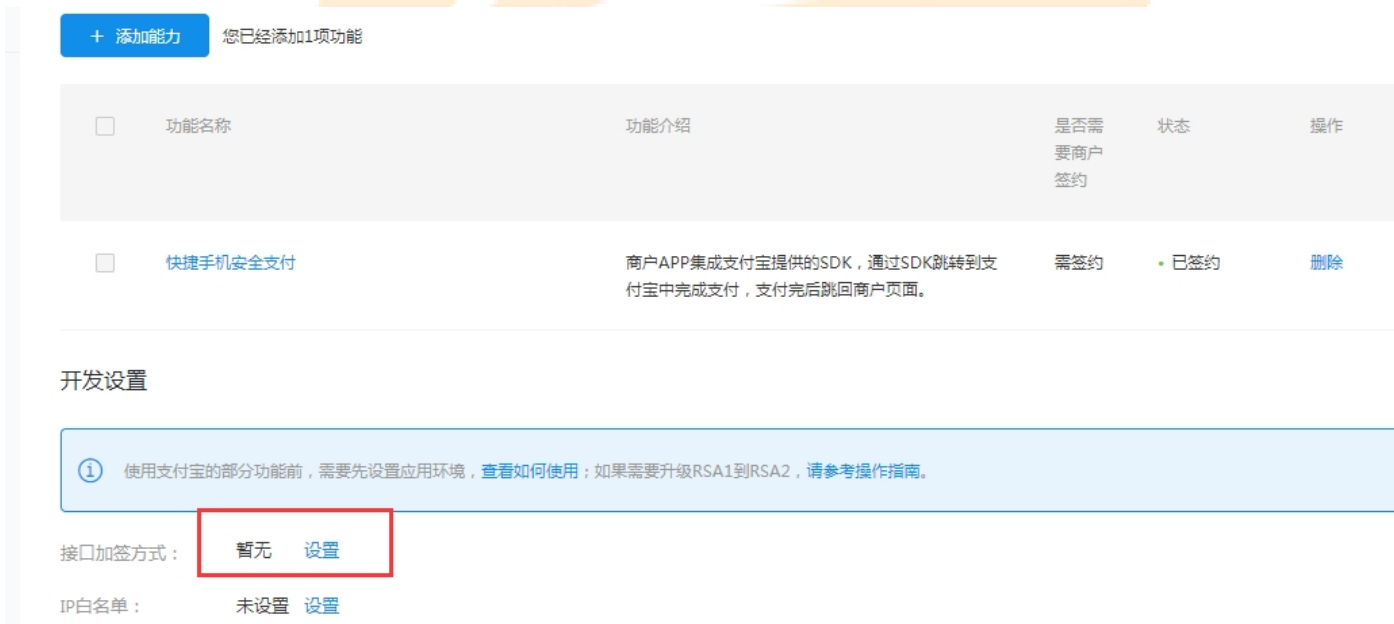 + 添加能力 您已经添加1项功能
功能名称 功能介绍 是否需 状态 操作
要商户
签约
快捷手机安全支付 商户APP集成支付宝提供的SDK，通过SDK跳转到支 需签约 • 已签约 删除
付宝中完成支付，支付完后跳回商户页面。
开发设置
使用支付宝的部分功能前，需要先设置应用环境，查看如何使用；如果需要升级RSA1到RSA2，请参考操作指南。
接口加签方式： 暂无 设置
IP白名单： 未设置 设置